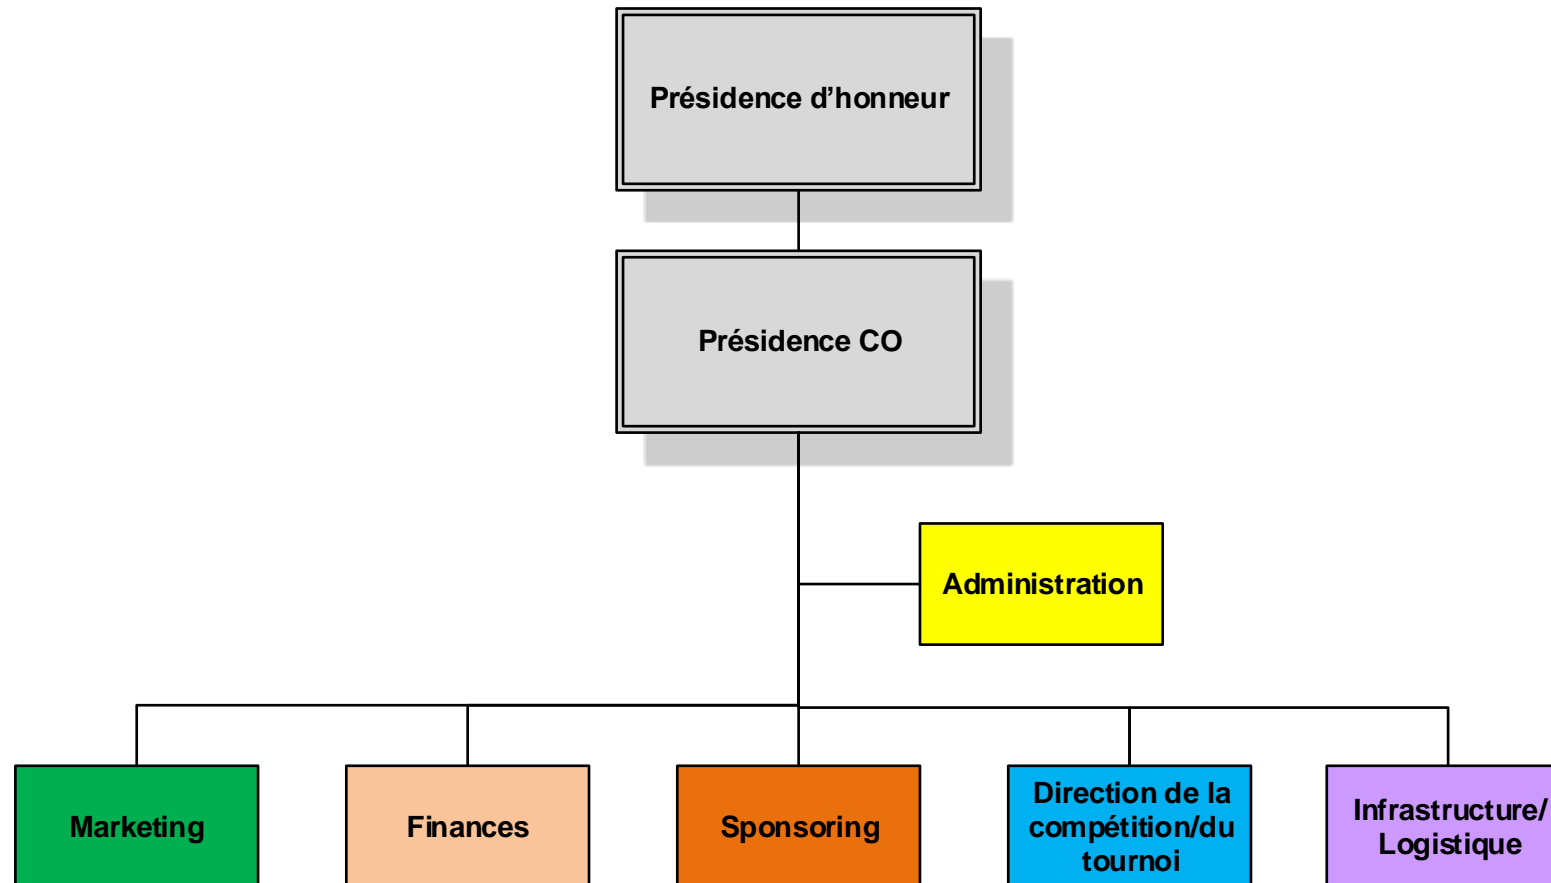 Présidence d’honneur
Présidence CO
Administration
Marketing
Finances
Sponsoring
Direction de la
compétition/du
tournoi
Infrastructure/
Logistique